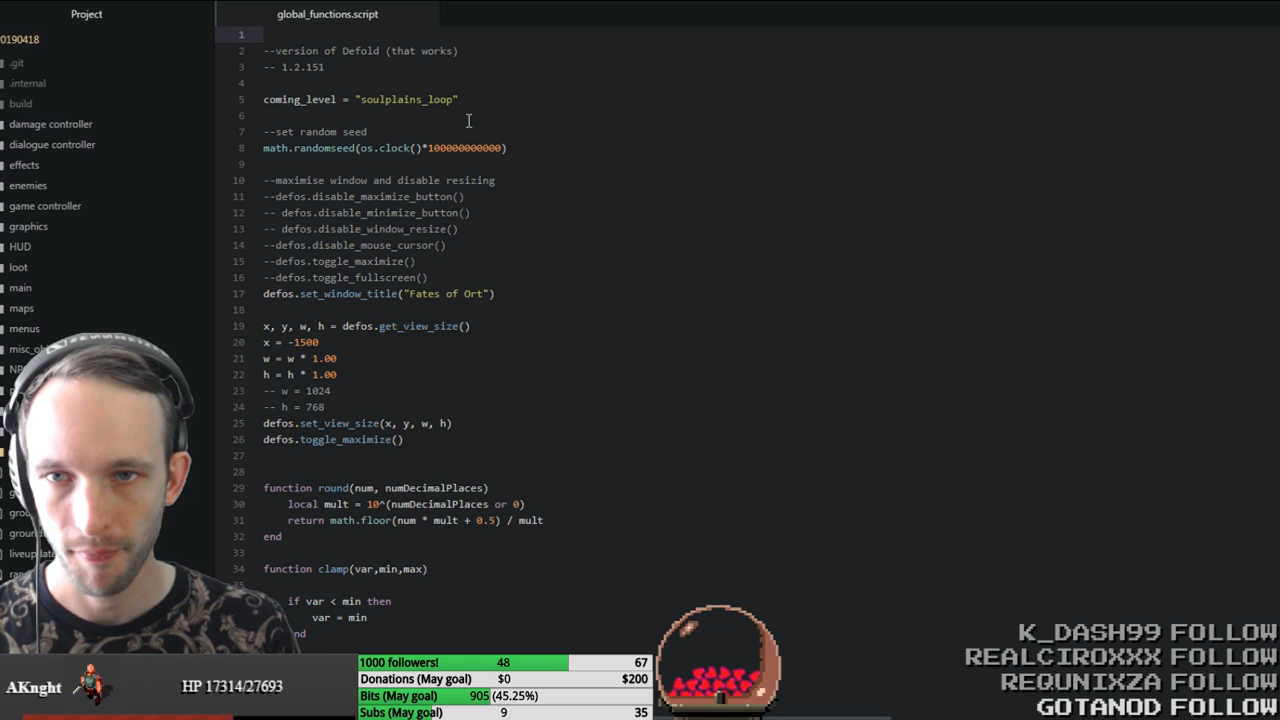 Project
global_functions.script
0190418
.git
.internal
build
damage controller
dialogue controller
effects
enemies
game controller
graphics
HUD
loot
main
maps
menus
misc_o
NP
grou
ground
liveupdate
1
2 --version of Defold (that works)
3 -- 1.2.151
4
5 coming_level = "soulplains_loop"
6
7 --set random seed
8 math.randomseed(os.clock()*100000000000)
9
10 --maximise window and disable resizing
11 --defos.disable_maximize_button()
12 -- defos.disable_minimize_button()
13 -- defos.disable_window_resize()
14 --defos.disable_mouse_cursor()
15 --defos.toggle_maximize()
16 --defos.toggle_fullscreen()
17 defos.set_window_title("Fates of Ort")
18
19 x, y, w, h = defos.get_view_size()
20 x = -1500
21 w = w * 1.00
22 h = h * 1.00
23 -- w = 1024
24 -- h = 768
25 defos.set_view_size(x, y, w, h)
26 defos.toggle_maximize()
27
28
29 function round(num, numDecimalPlaces)
30 local mult = 10^(numDecimalPlaces or 0)
31 return math.floor(num * mult + 0.5) / mult
32 end
33
34 function clamp(var,min,max)
35
if var < min then
var = min
nd
AKnght
HP 17314/27693
1000 followers! 48 67
Donations (May goal) $0 $200
Bits (May goal) 905 (45.25%)
Subs (May goal) 9 35
K_DASH99 FOLLOW
REALCIROXXX FOLLOW
REQUNIXZA FOLLOW
GOTANOD FOLLOW